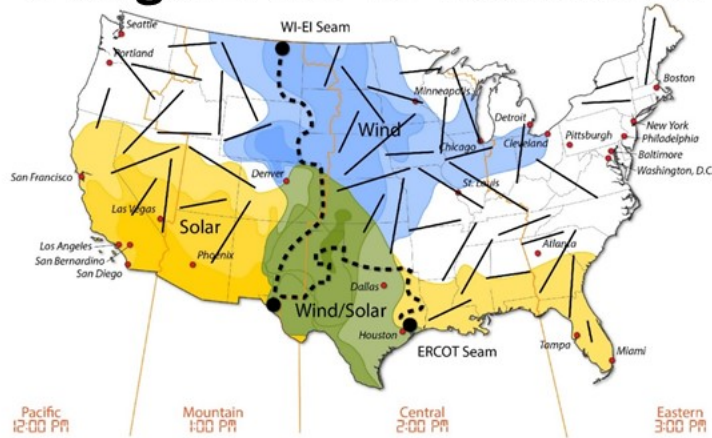 WI-EI Seam
Seattle
Portland
Minneapolis
Wind
Boston
Detroit
New York
Pittsburgh
Philadelphia
Chicago
Cleveland
Baltimore
Washington, D.C.
San Francisco
Denver
St. Louis
Las Vegas
Solar
Los Angeles
San Bernardino
San Diego
Phoenix
Atlanta
Dallas
Wind/Solar
Houston
ERCOT Seam
Tampa
Miami
Pacific
12:00 PM
Mountain
1:00 PM
Central
2:00 PM
Eastern
3:00 PM